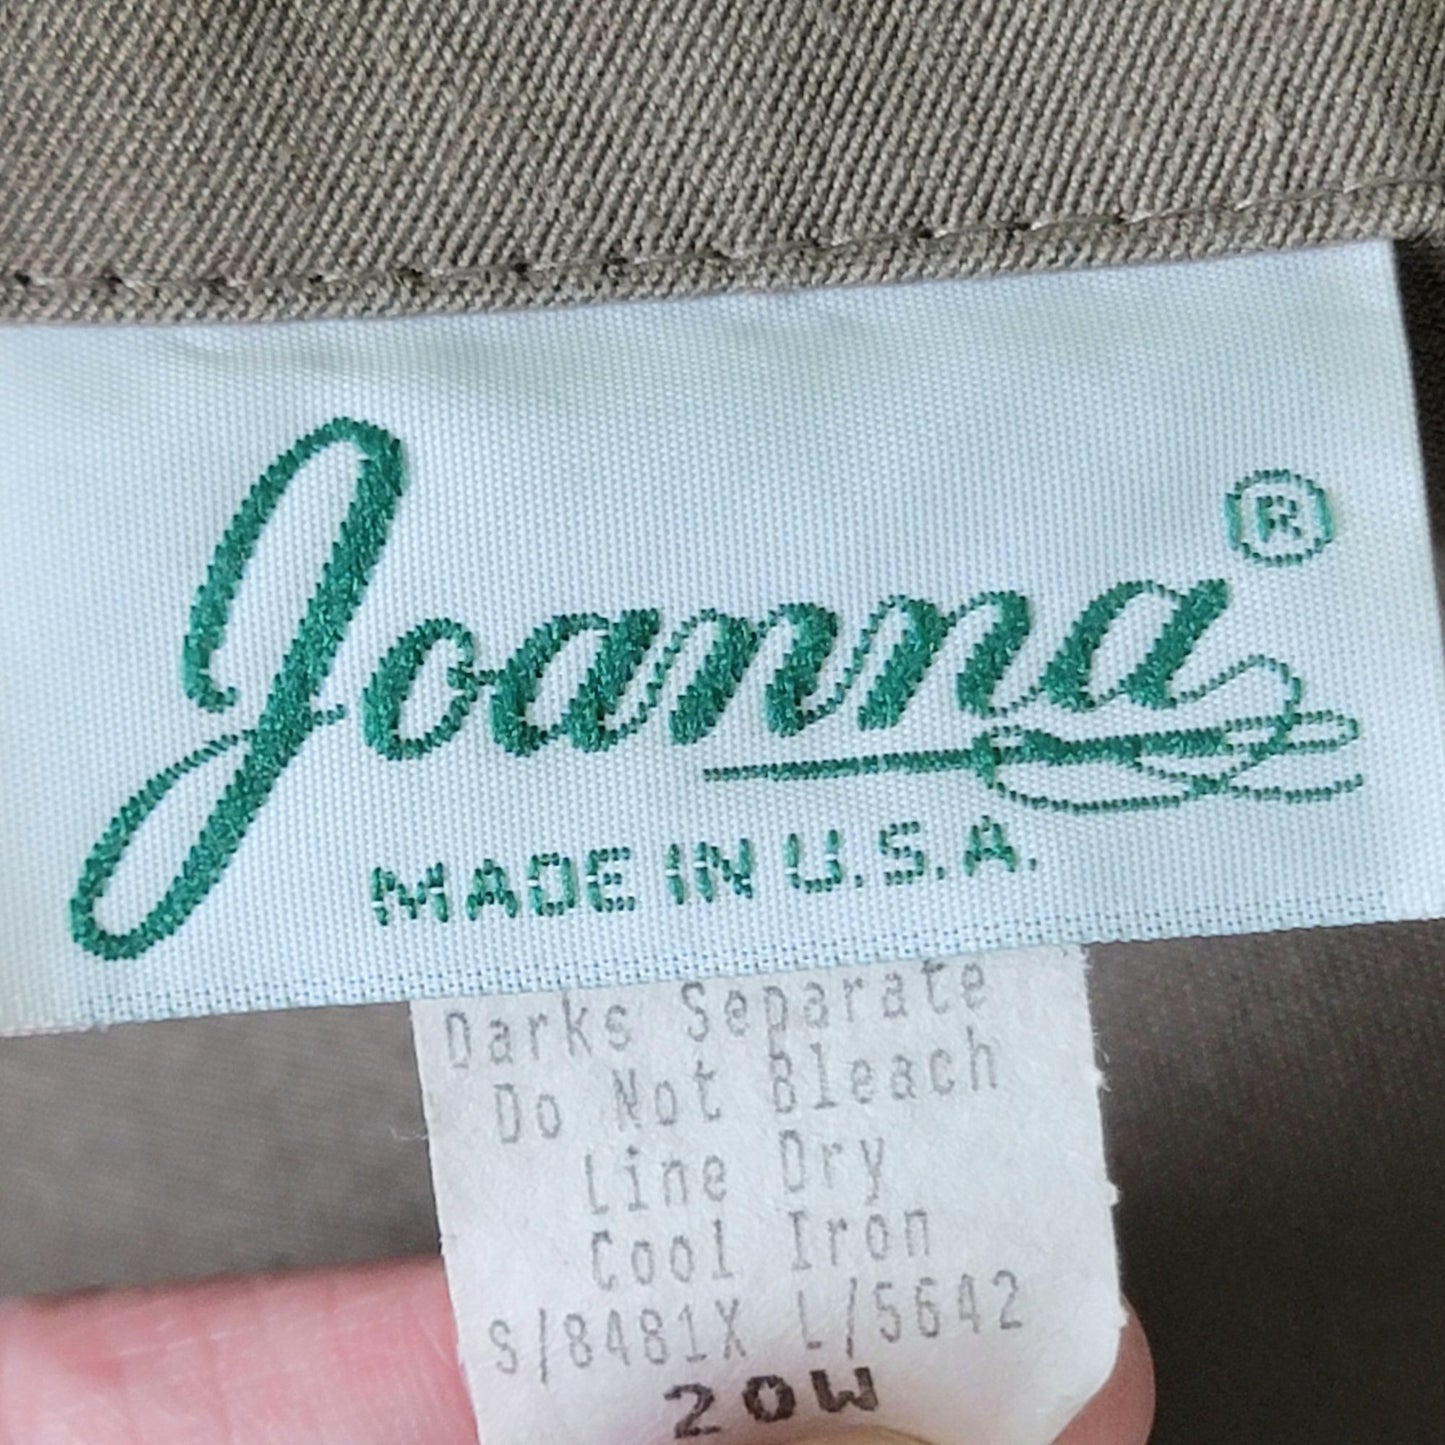 Joanna ®
MADE IN U.S.A.
Darks Separate
Do Not Bleach
Line Dry
Cool Iron
S/8481X L/5642
20W